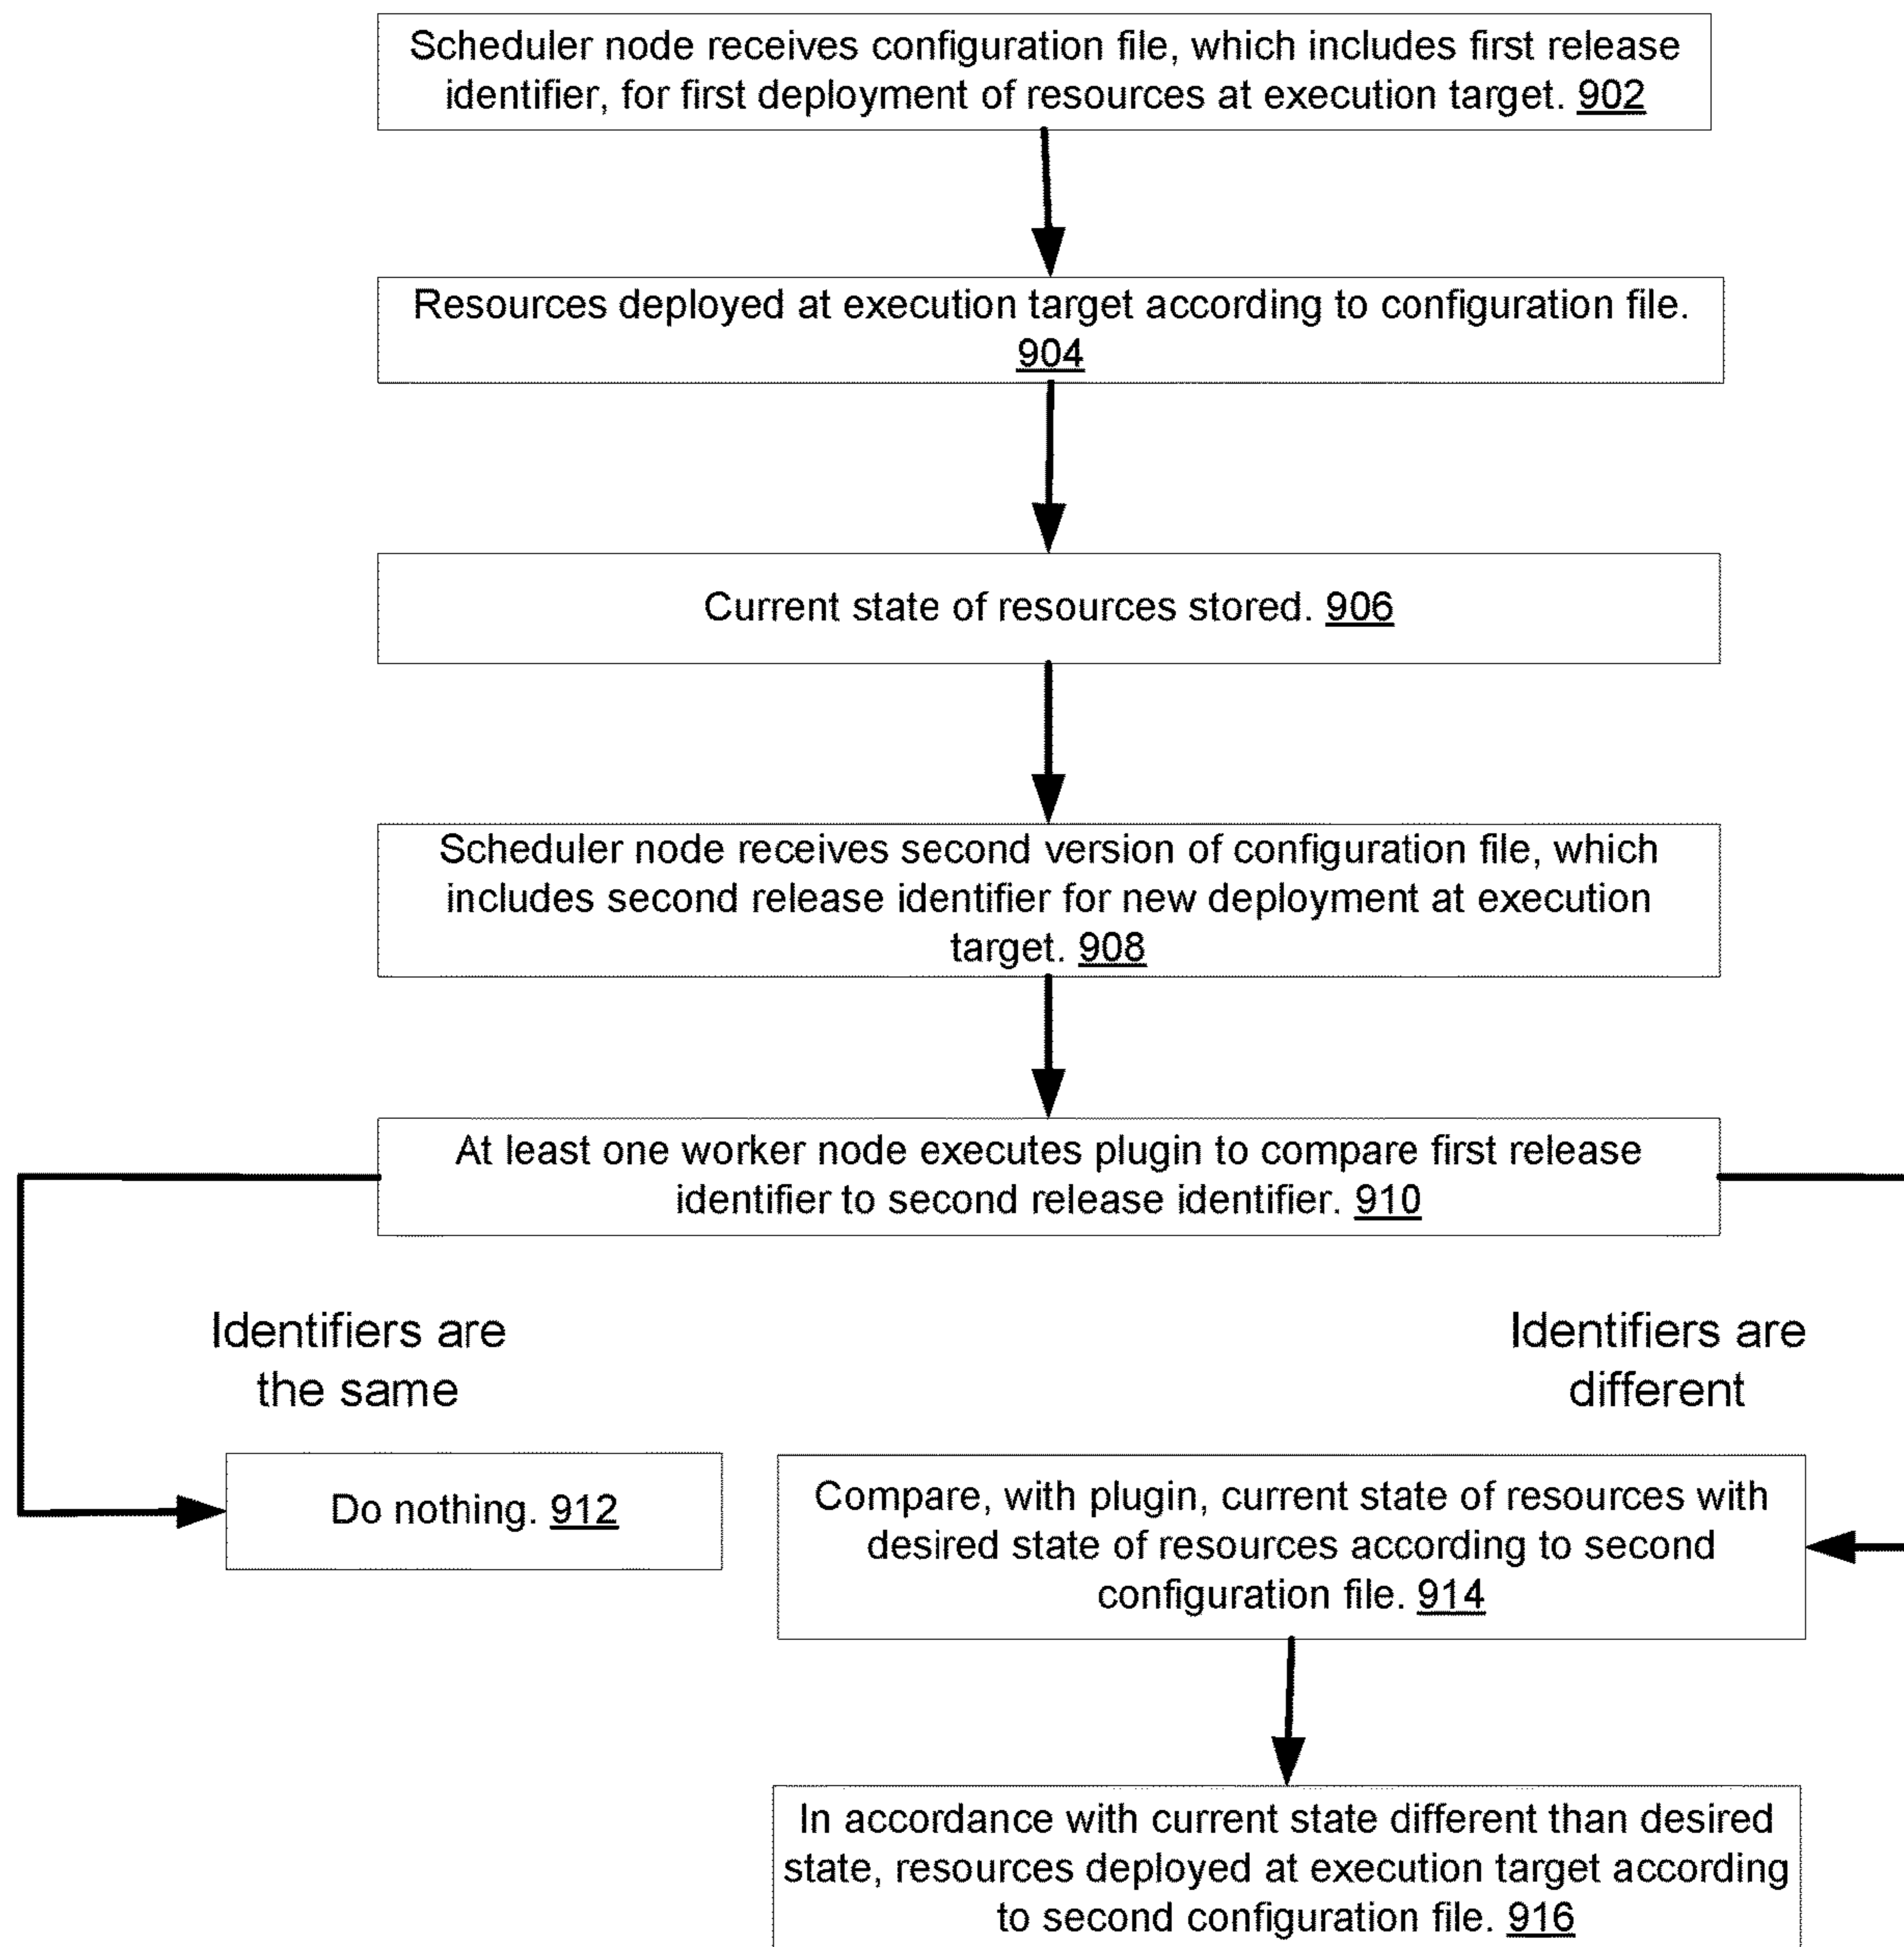 Scheduler node receives configuration file, which includes first release
identifier, for first deployment of resources at execution target. 902
Resources deployed at execution target according to configuration file.
904
Current state of resources stored. 906
Scheduler node receives second version of configuration file, which
includes second release identifier for new deployment at execution
target. 908
At least one worker node executes plugin to compare first release
identifier to second release identifier. 910
Identifiers are
the same
Identifiers are
different
Do nothing. 912
Compare, with plugin, current state of resources with
desired state of resources according to second
configuration file. 914
In accordance with current state different than desired
state, resources deployed at execution target according
to second configuration file. 916